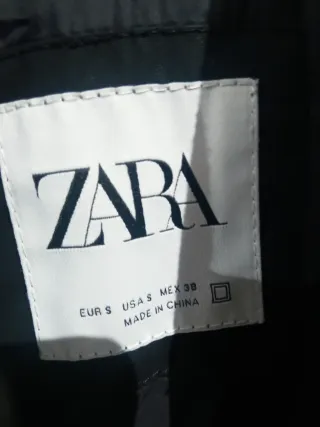 ZARA
EUR S USA S MEX 38
MADE IN CHINA